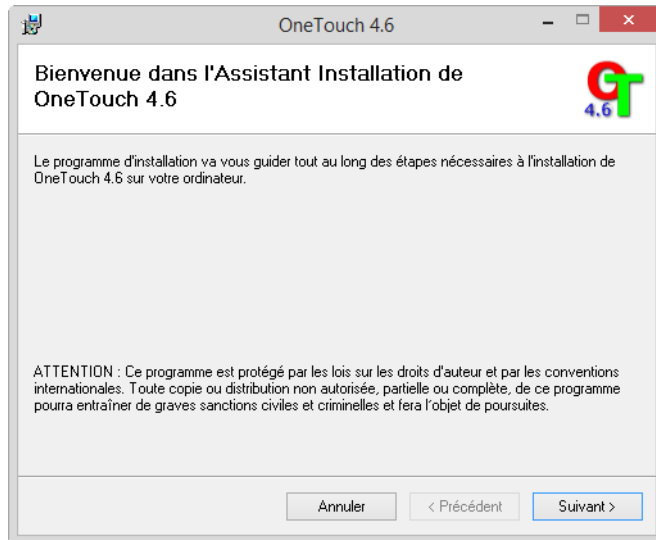 OneTouch 4.6
Bienvenue dans l'Assistant Installation de
OneTouch 4.6
OT
4.6
Le programme d'installation va vous guider tout au long des étapes nécessaires à l'installation de
OneTouch 4.6 sur votre ordinateur.
ATTENTION : Ce programme est protégé par les lois sur les droits d'auteur et par les conventions
internationales. Toute copie ou distribution non autorisée, partielle ou complète, de ce programme
pourra entraîner de graves sanctions civiles et criminelles et fera l'objet de poursuites.
Annuler
< Précédent
Suivant >